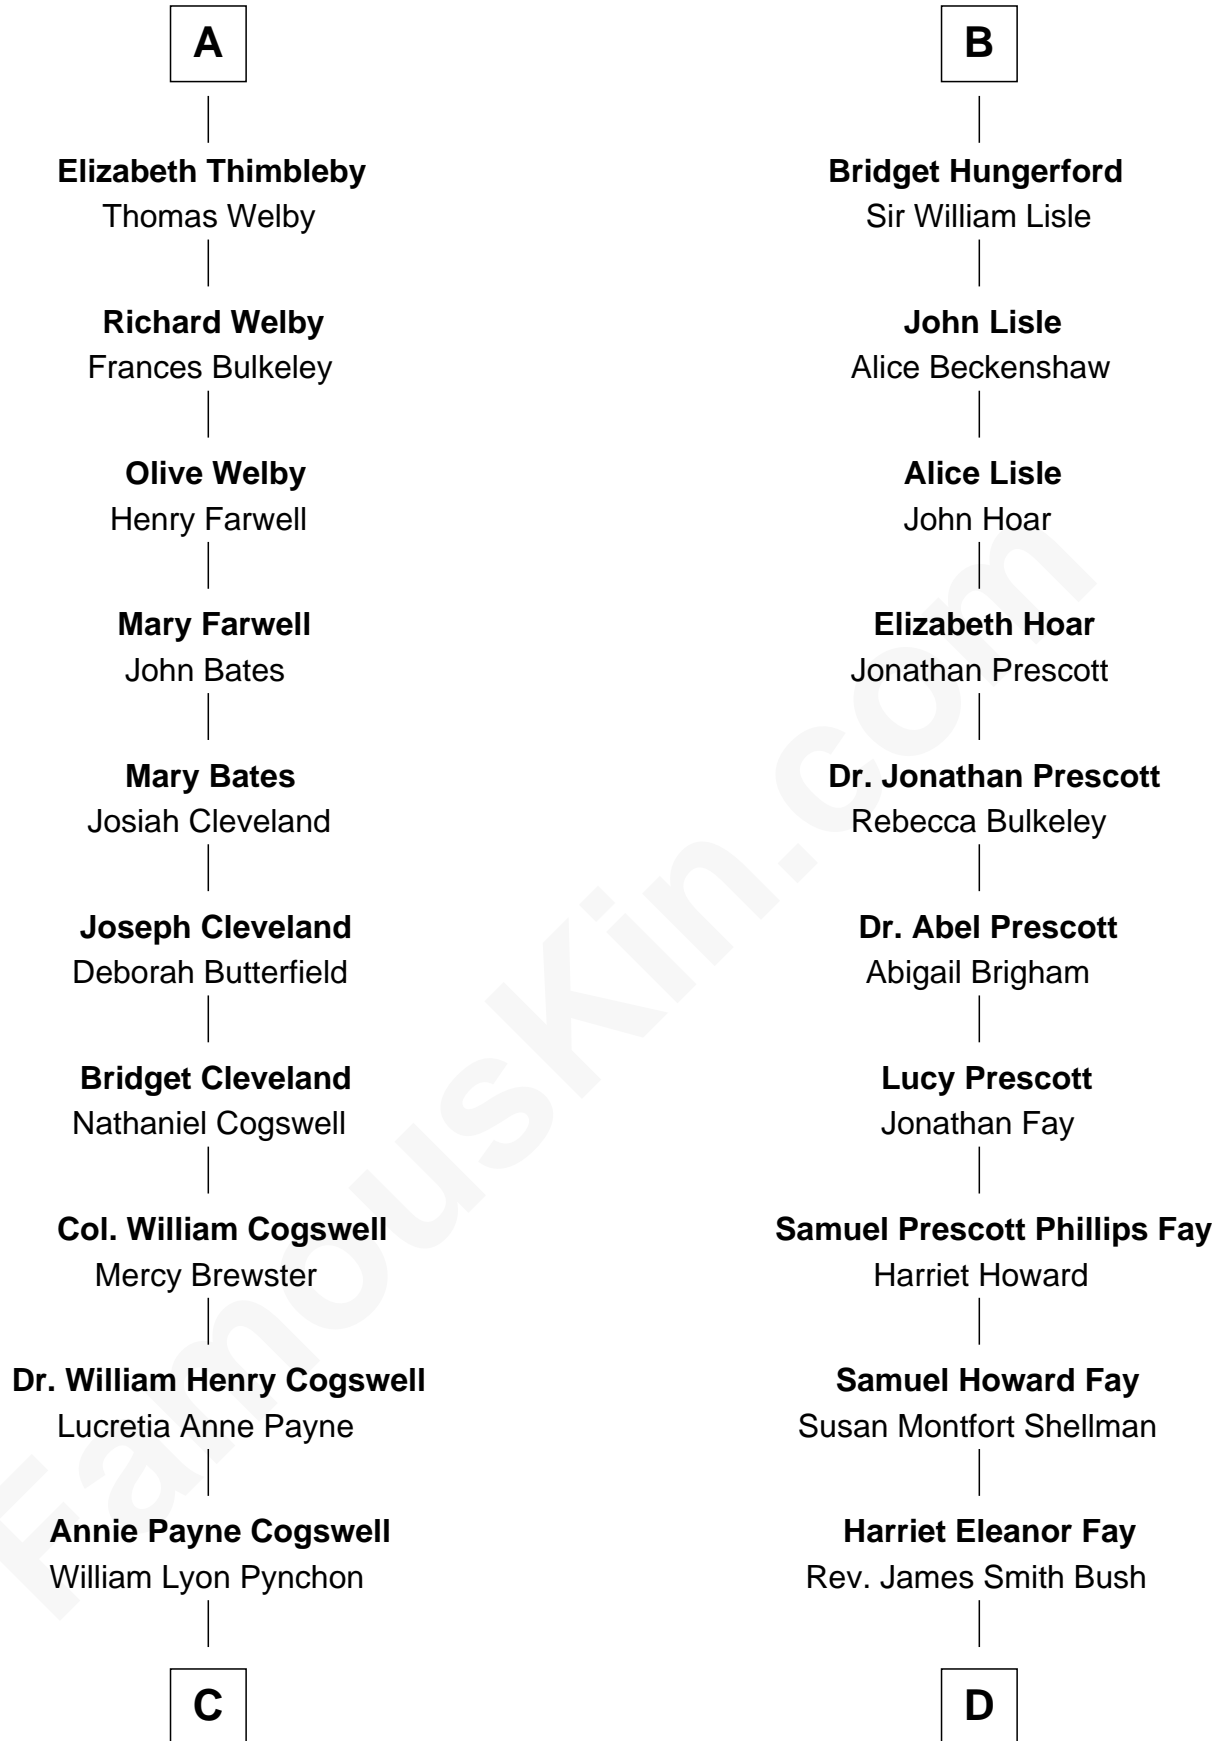 A
Elizabeth Thimbleby
Thomas Welby
Richard Welby
Frances Bulkeley
Olive Welby
Henry Farwell
Mary Farwell
John Bates
Mary Bates
Josiah Cleveland
Joseph Cleveland
Deborah Butterfield
Bridget Cleveland
Nathaniel Cogswell
Col. William Cogswell
Mercy Brewster
Dr. William Henry Cogswell
Lucretia Anne Payne
Annie Payne Cogswell
William Lyon Pynchon
C
B
Bridget Hungerford
Sir William Lisle
John Lisle
Alice Beckenshaw
Alice Lisle
John Hoar
Elizabeth Hoar
Jonathan Prescott
Dr. Jonathan Prescott
Rebecca Bulkeley
Dr. Abel Prescott
Abigail Brigham
Lucy Prescott
Jonathan Fay
Samuel Prescott Phillips Fay
Harriet Howard
Samuel Howard Fay
Susan Montfort Shellman
Harriet Eleanor Fay
Rev. James Smith Bush
D
FamousKin.com